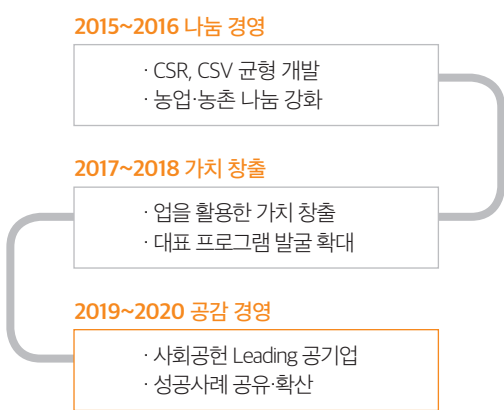 2015~2016 나눔 경영
· CSR, CSV 균형 개발
· 농업·농촌 나눔 강화
2017~2018 가치 창출
· 업을 활용한 가치 창출
· 대표 프로그램 발굴 확대
2019~2020 공감 경영
· 사회공헌 Leading 공기업
· 성공사례 공유·확산